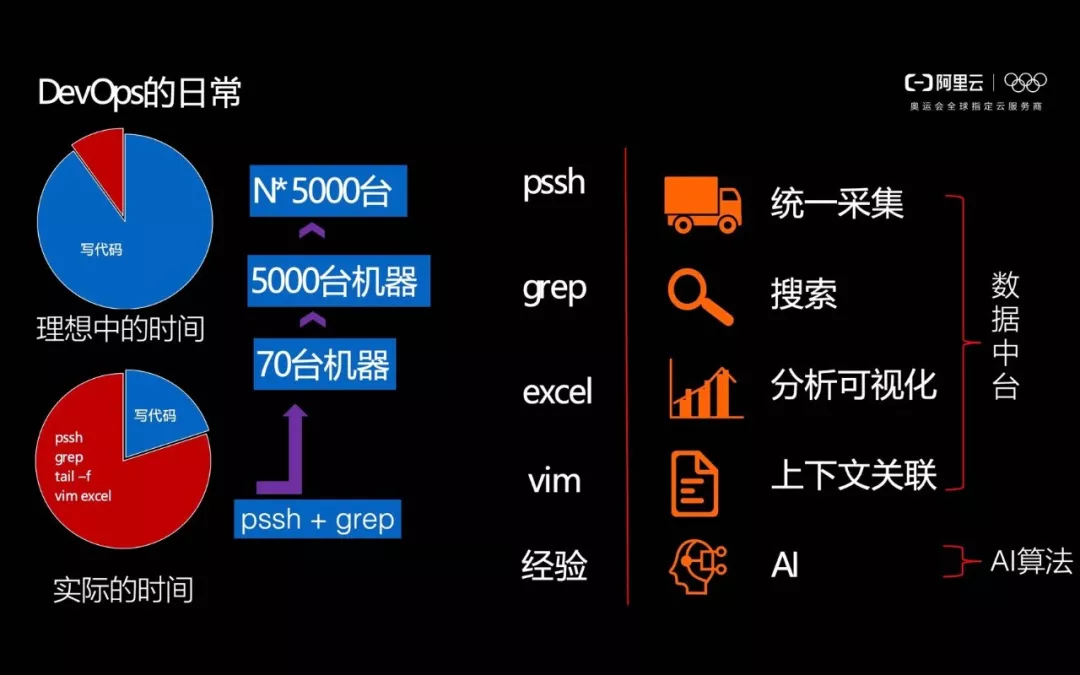 DevOps的日常
阿里云
奥运会全球指定云服务商
写代码
理想中的时间
写代码
pssh
grep
tail –f
vim excel
实际的时间
N* 5000台
5000台机器
70台机器
pssh + grep
pssh
grep
excel
vim
经验
统一采集
搜索
分析可视化
上下文关联
AI
数据中台
AI算法